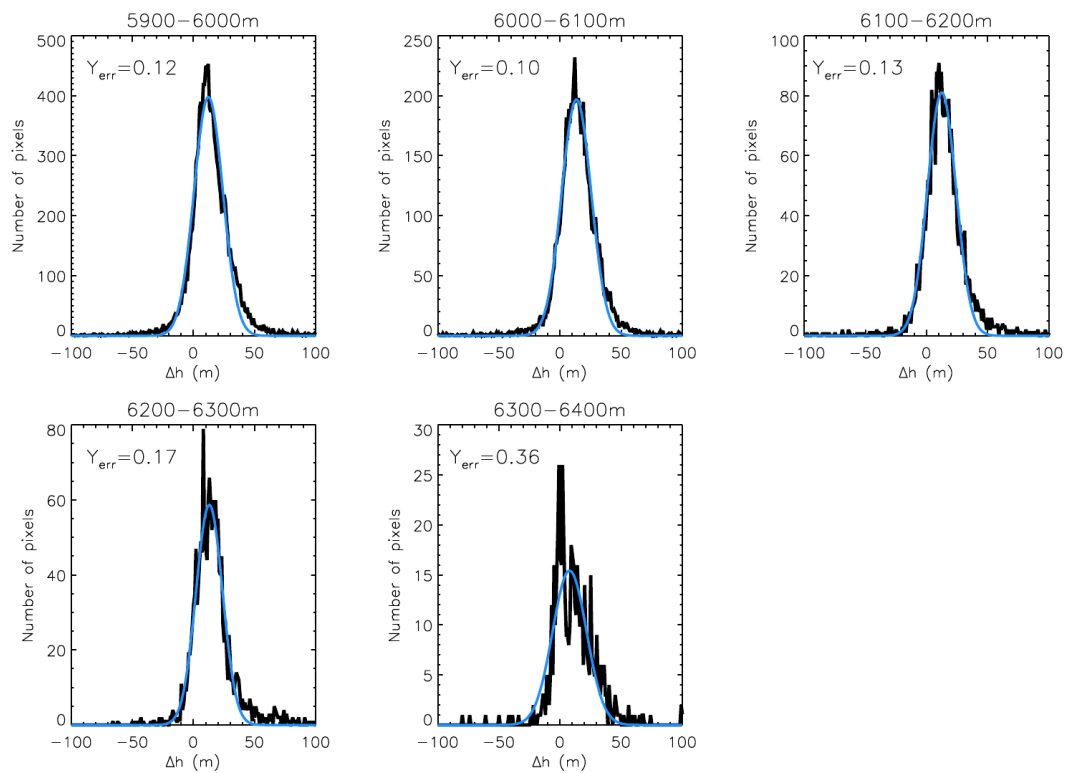 5900−6000m
500
400
300
200
100
0
Number of pixels
Y_err=0.12
−100 −50 0 50 100
Δh (m)
6000−6100m
250
200
150
100
50
0
Number of pixels
Y_err=0.10
−100 −50 0 50 100
Δh (m)
6100−6200m
100
80
60
40
20
0
Number of pixels
Y_err=0.13
−100 −50 0 50 100
Δh (m)
6200−6300m
80
60
40
20
0
Number of pixels
Y_err=0.17
−100 −50 0 50 100
Δh (m)
6300−6400m
30
25
20
15
10
5
0
Number of pixels
Y_err=0.36
−100 −50 0 50 100
Δh (m)